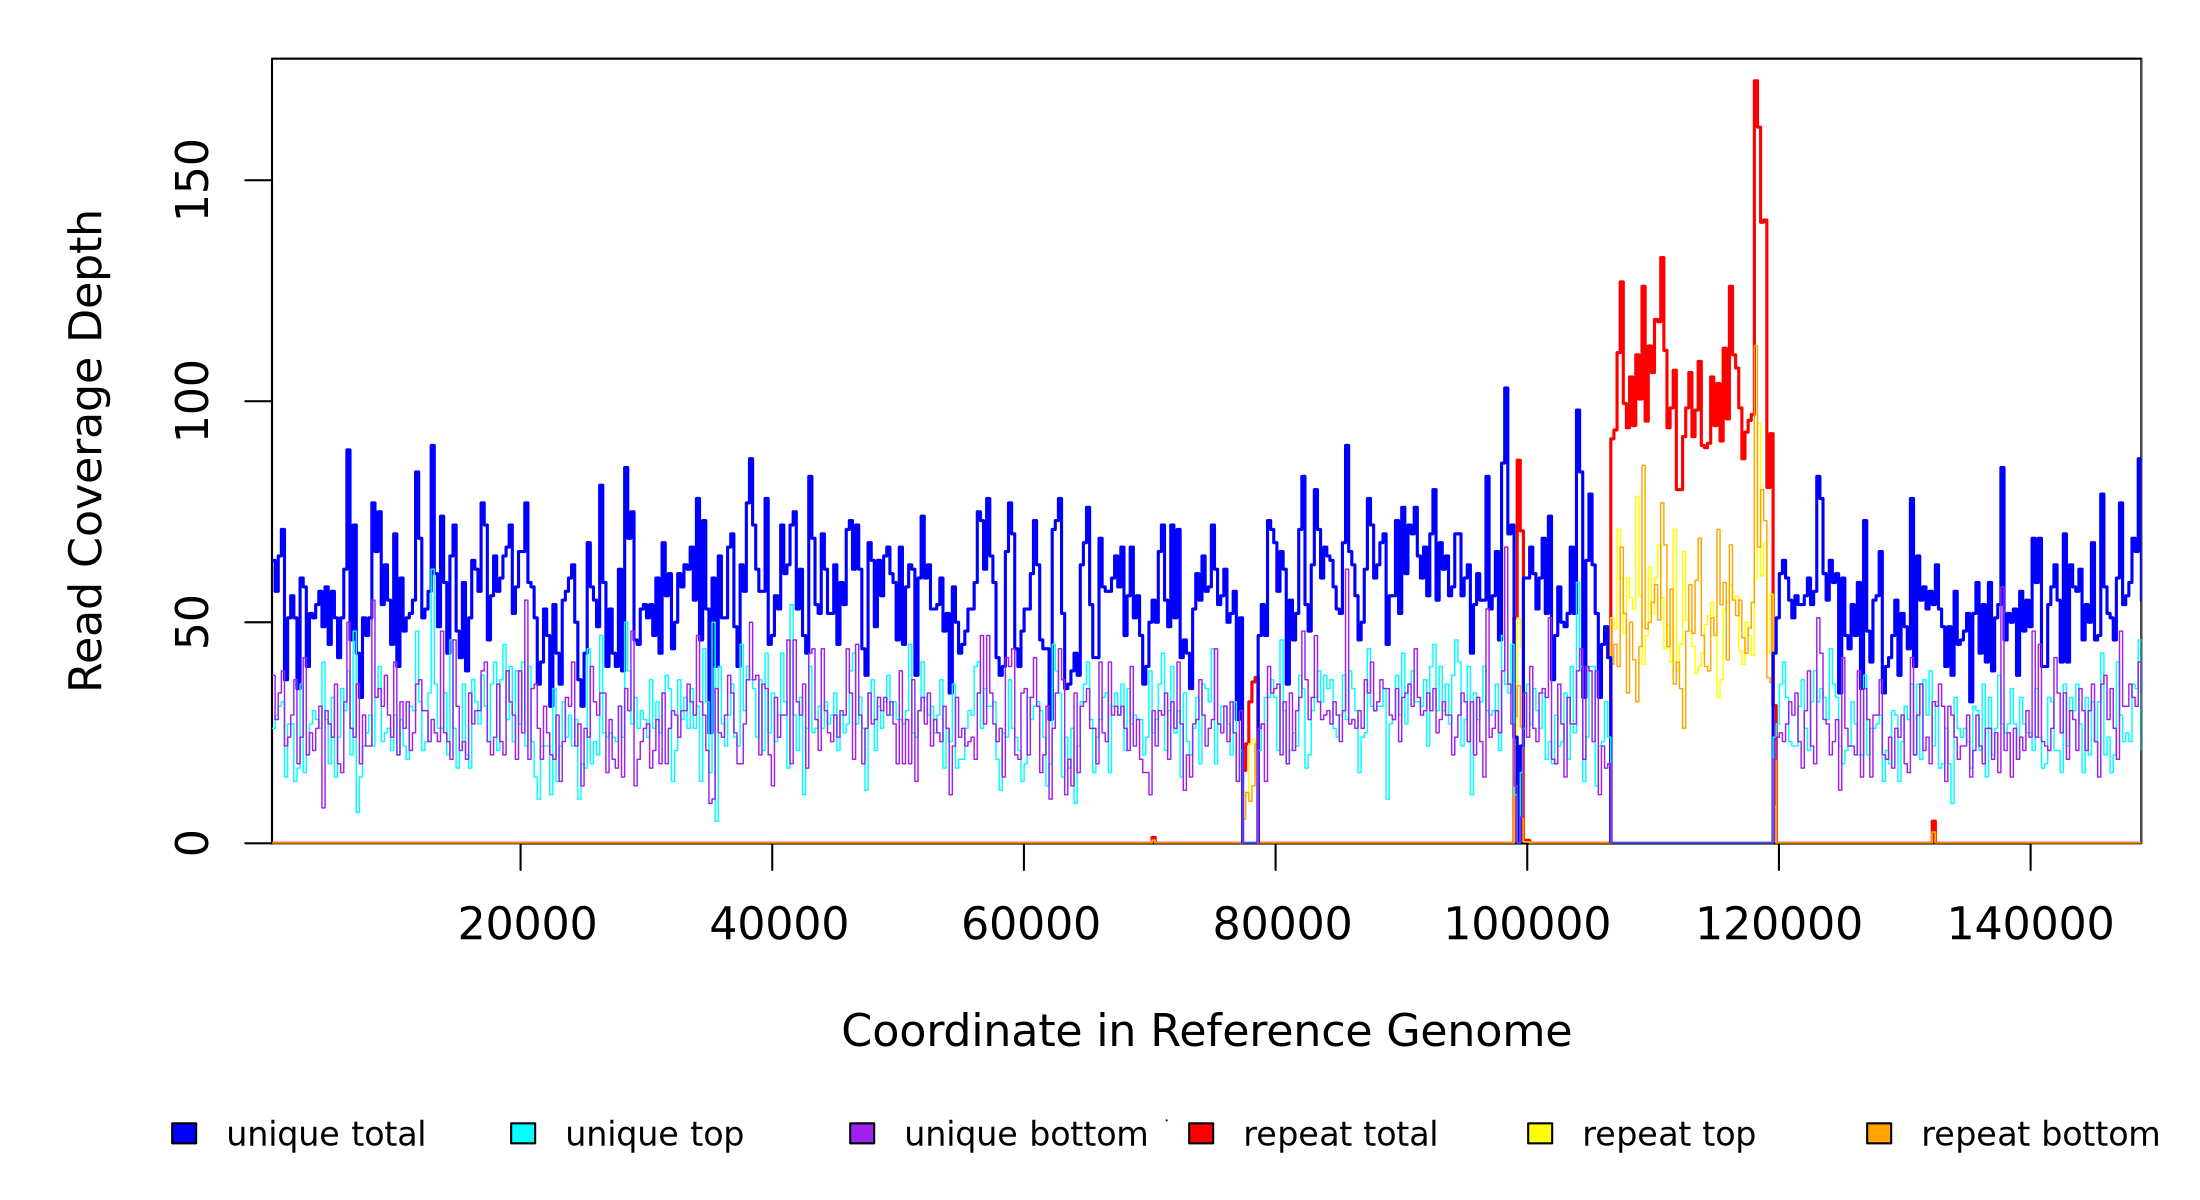 Read Coverage Depth
150
100
50
0
20000 40000 60000 80000 100000 120000 140000
Coordinate in Reference Genome
unique total unique top unique bottom repeat total repeat top repeat bottom